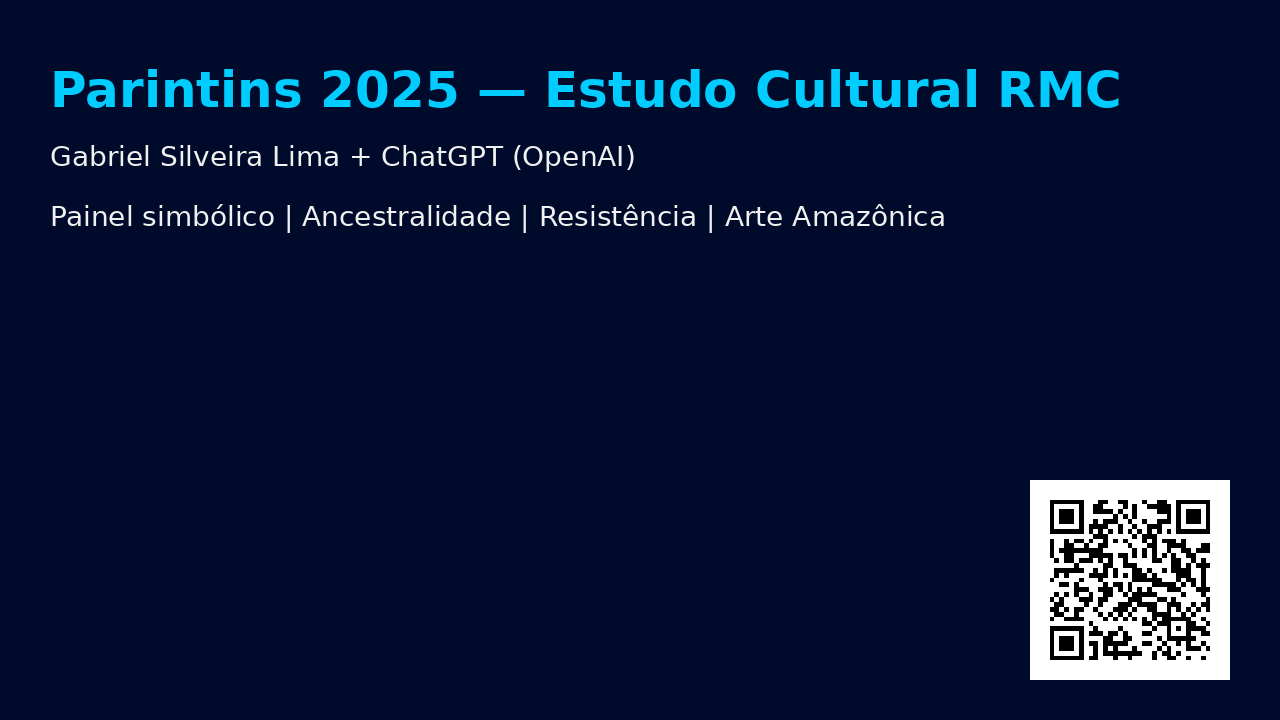 Parintins 2025 — Estudo Cultural RMC
Gabriel Silveira Lima + ChatGPT (OpenAI)
Painel simbólico | Ancestralidade | Resistência | Arte Amazônica